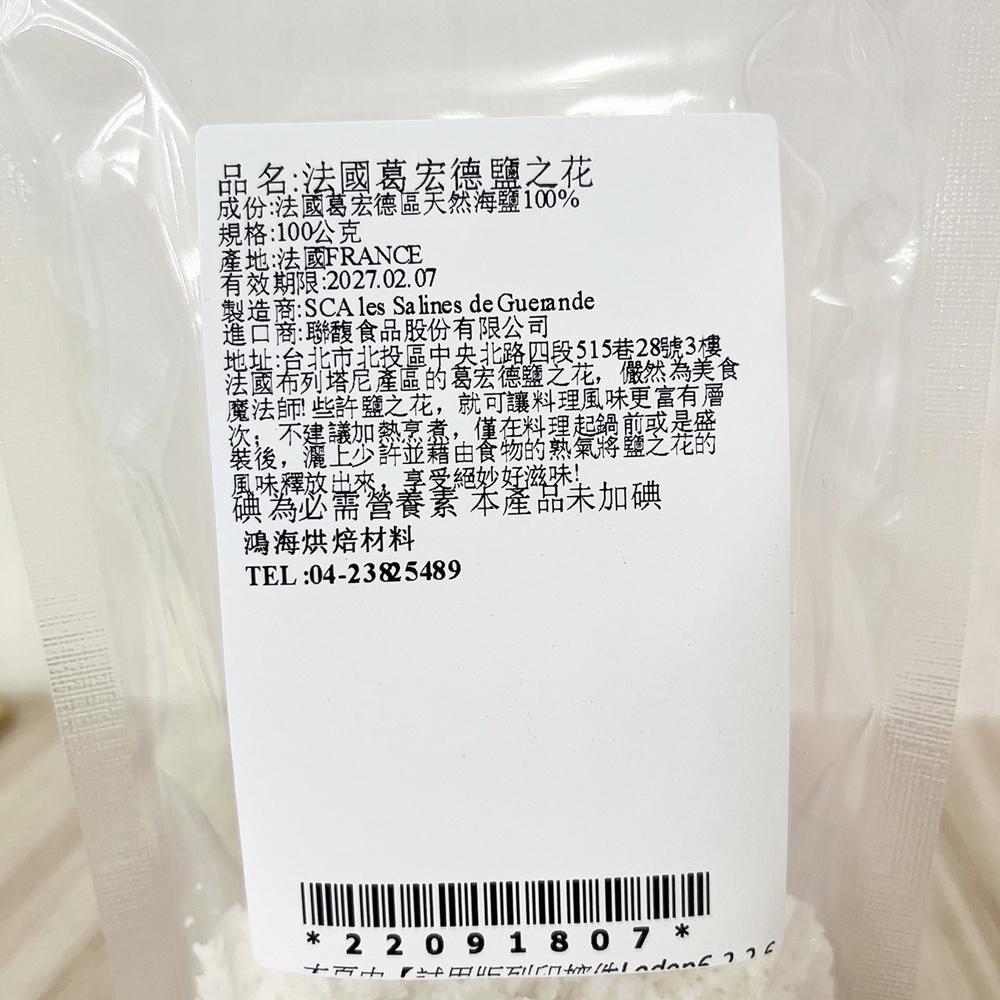 品名:法國葛宏德鹽之花
成份:法國葛宏德區天然海鹽100%
規格:100公克
產地:法國FRANCE
有效期限:2027.02.07
製造商:SCA les Salines de Guerande
進口商:聯馥食品股份有限公司
地址:台北市北投區中央北路四段515巷28號3樓
法國布列塔尼產區的葛宏德鹽之花，儼然為美食
魔法師!些許鹽之花，就可讓料理風味更富有層
次；不建議加熱烹煮，僅在料理起鍋前或是盛
裝後，灑上少許並藉由食物的熱氣將鹽之花的
風味釋放出來，享受絕妙好滋味!
碘為必需營養素 本產品未加碘
鴻海烘焙材料
TEL:04-23825489
*22091807*